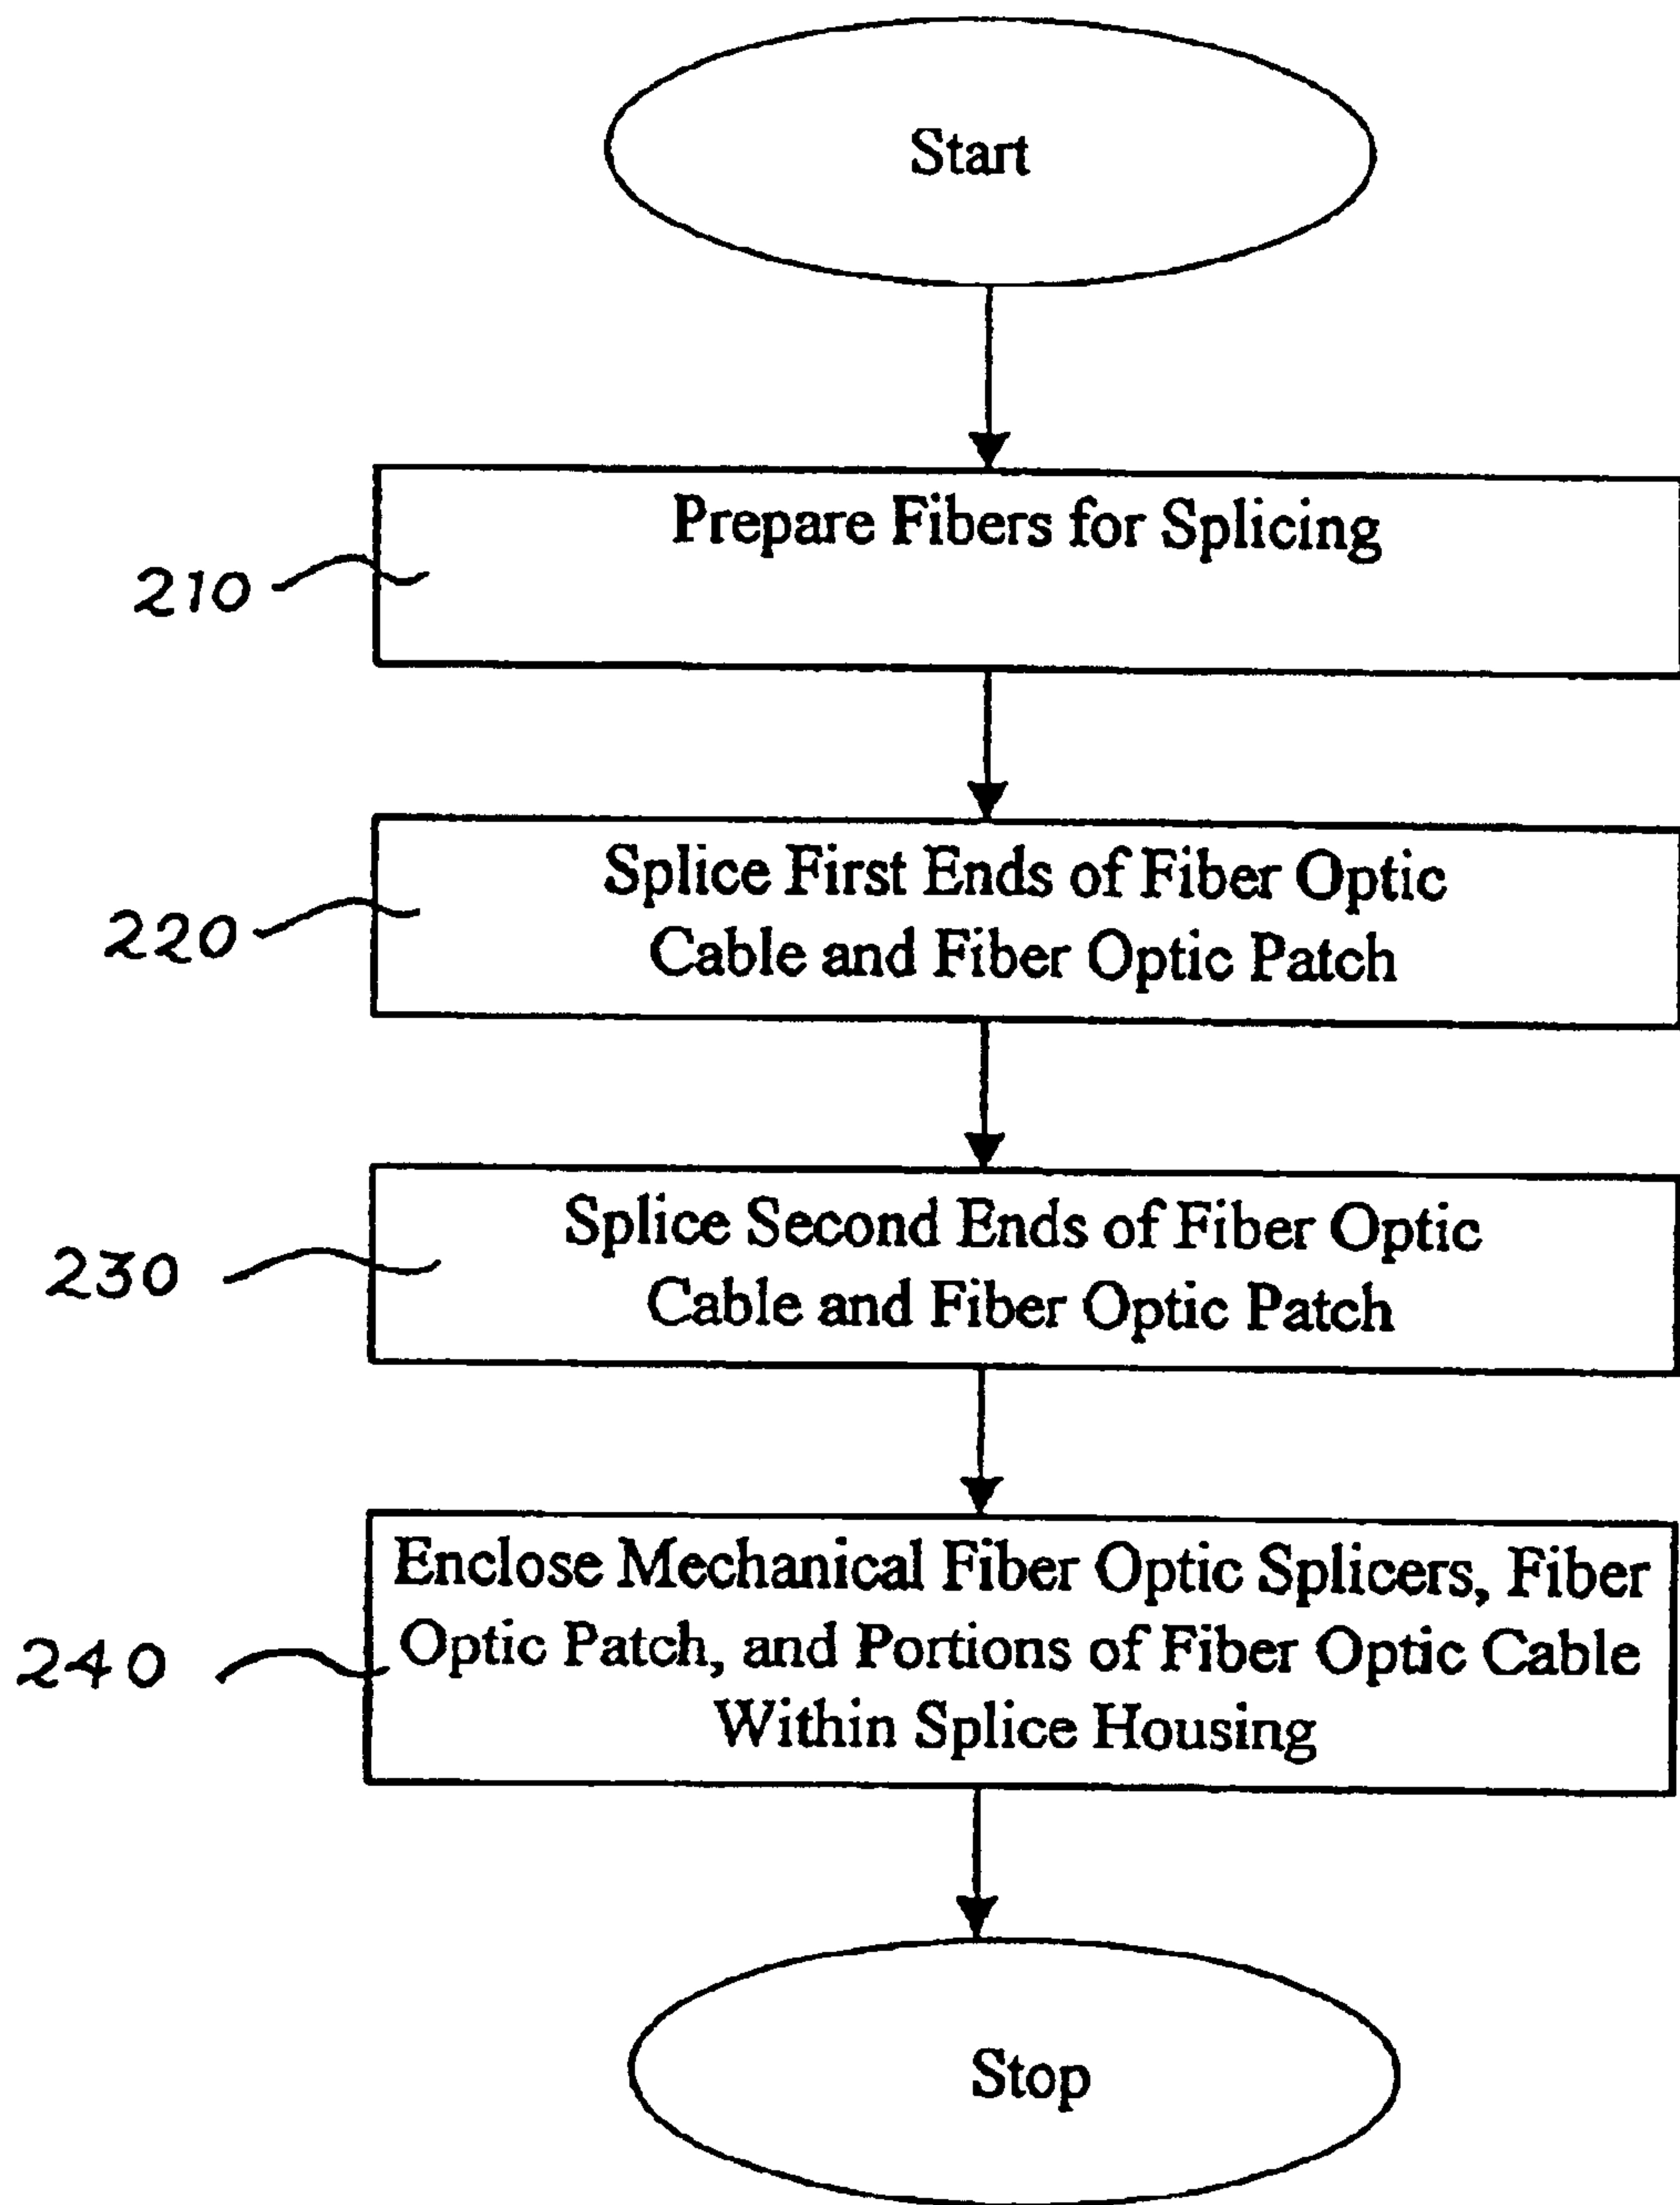 Start
Prepare Fibers for Splicing
210
Splice First Ends of Fiber Optic
Cable and Fiber Optic Patch
220
Splice Second Ends of Fiber Optic
Cable and Fiber Optic Patch
230
Enclose Mechanical Fiber Optic Splicers, Fiber
Optic Patch, and Portions of Fiber Optic Cable
Within Splice Housing
240
Stop